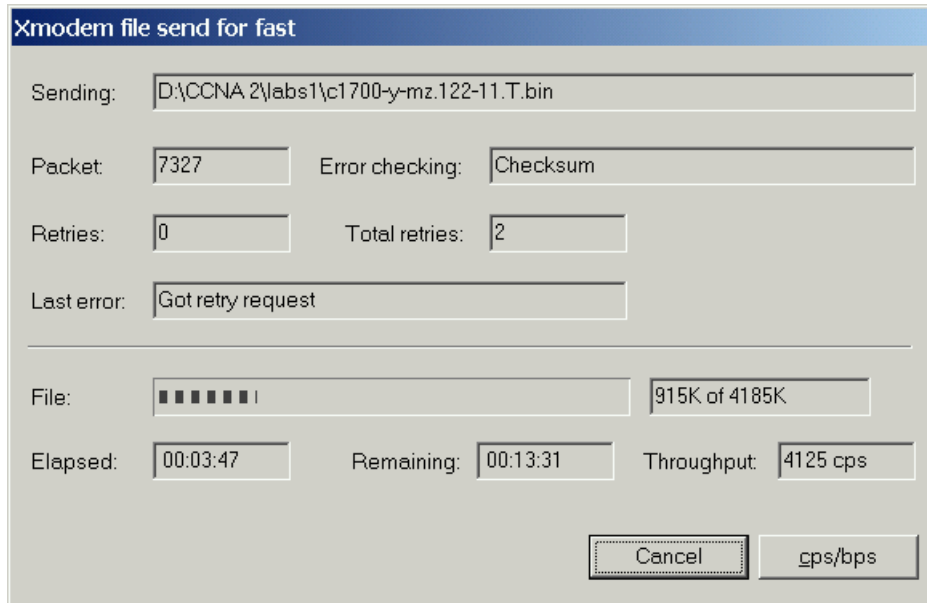 Xmodem file send for fast
Sending: D:\CCNA 2\labs1\c1700-y-mz.122-11.T.bin
Packet: 7327 Error checking: Checksum
Retries: 0 Total retries: 2
Last error: Got retry request
File: 915K of 4185K
Elapsed: 00:03:47 Remaining: 00:13:31 Throughput: 4125 cps
Cancel cps/bps